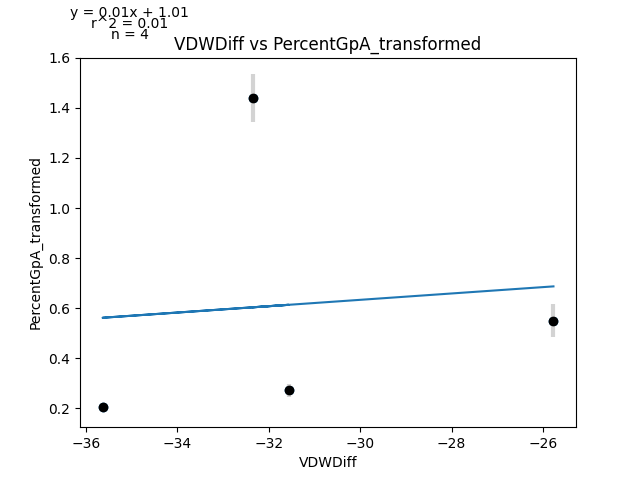 y = 0.01x + 1.01
r^2 = 0.01
n = 4
VDWDiff vs PercentGpA_transformed
PercentGpA_transformed
1.6
1.4
1.2
1.0
0.8
0.6
0.4
0.2
−36
−34
−32
−30
−28
−26
VDWDiff